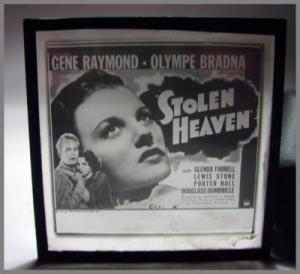 GENE RAYMOND · OLYMPE BRADNA
STOLEN
HEAVEN
with GLENDA FARRELL
LEWIS STONE
PORTER HALL
DOUGLASS DUMBRILLE